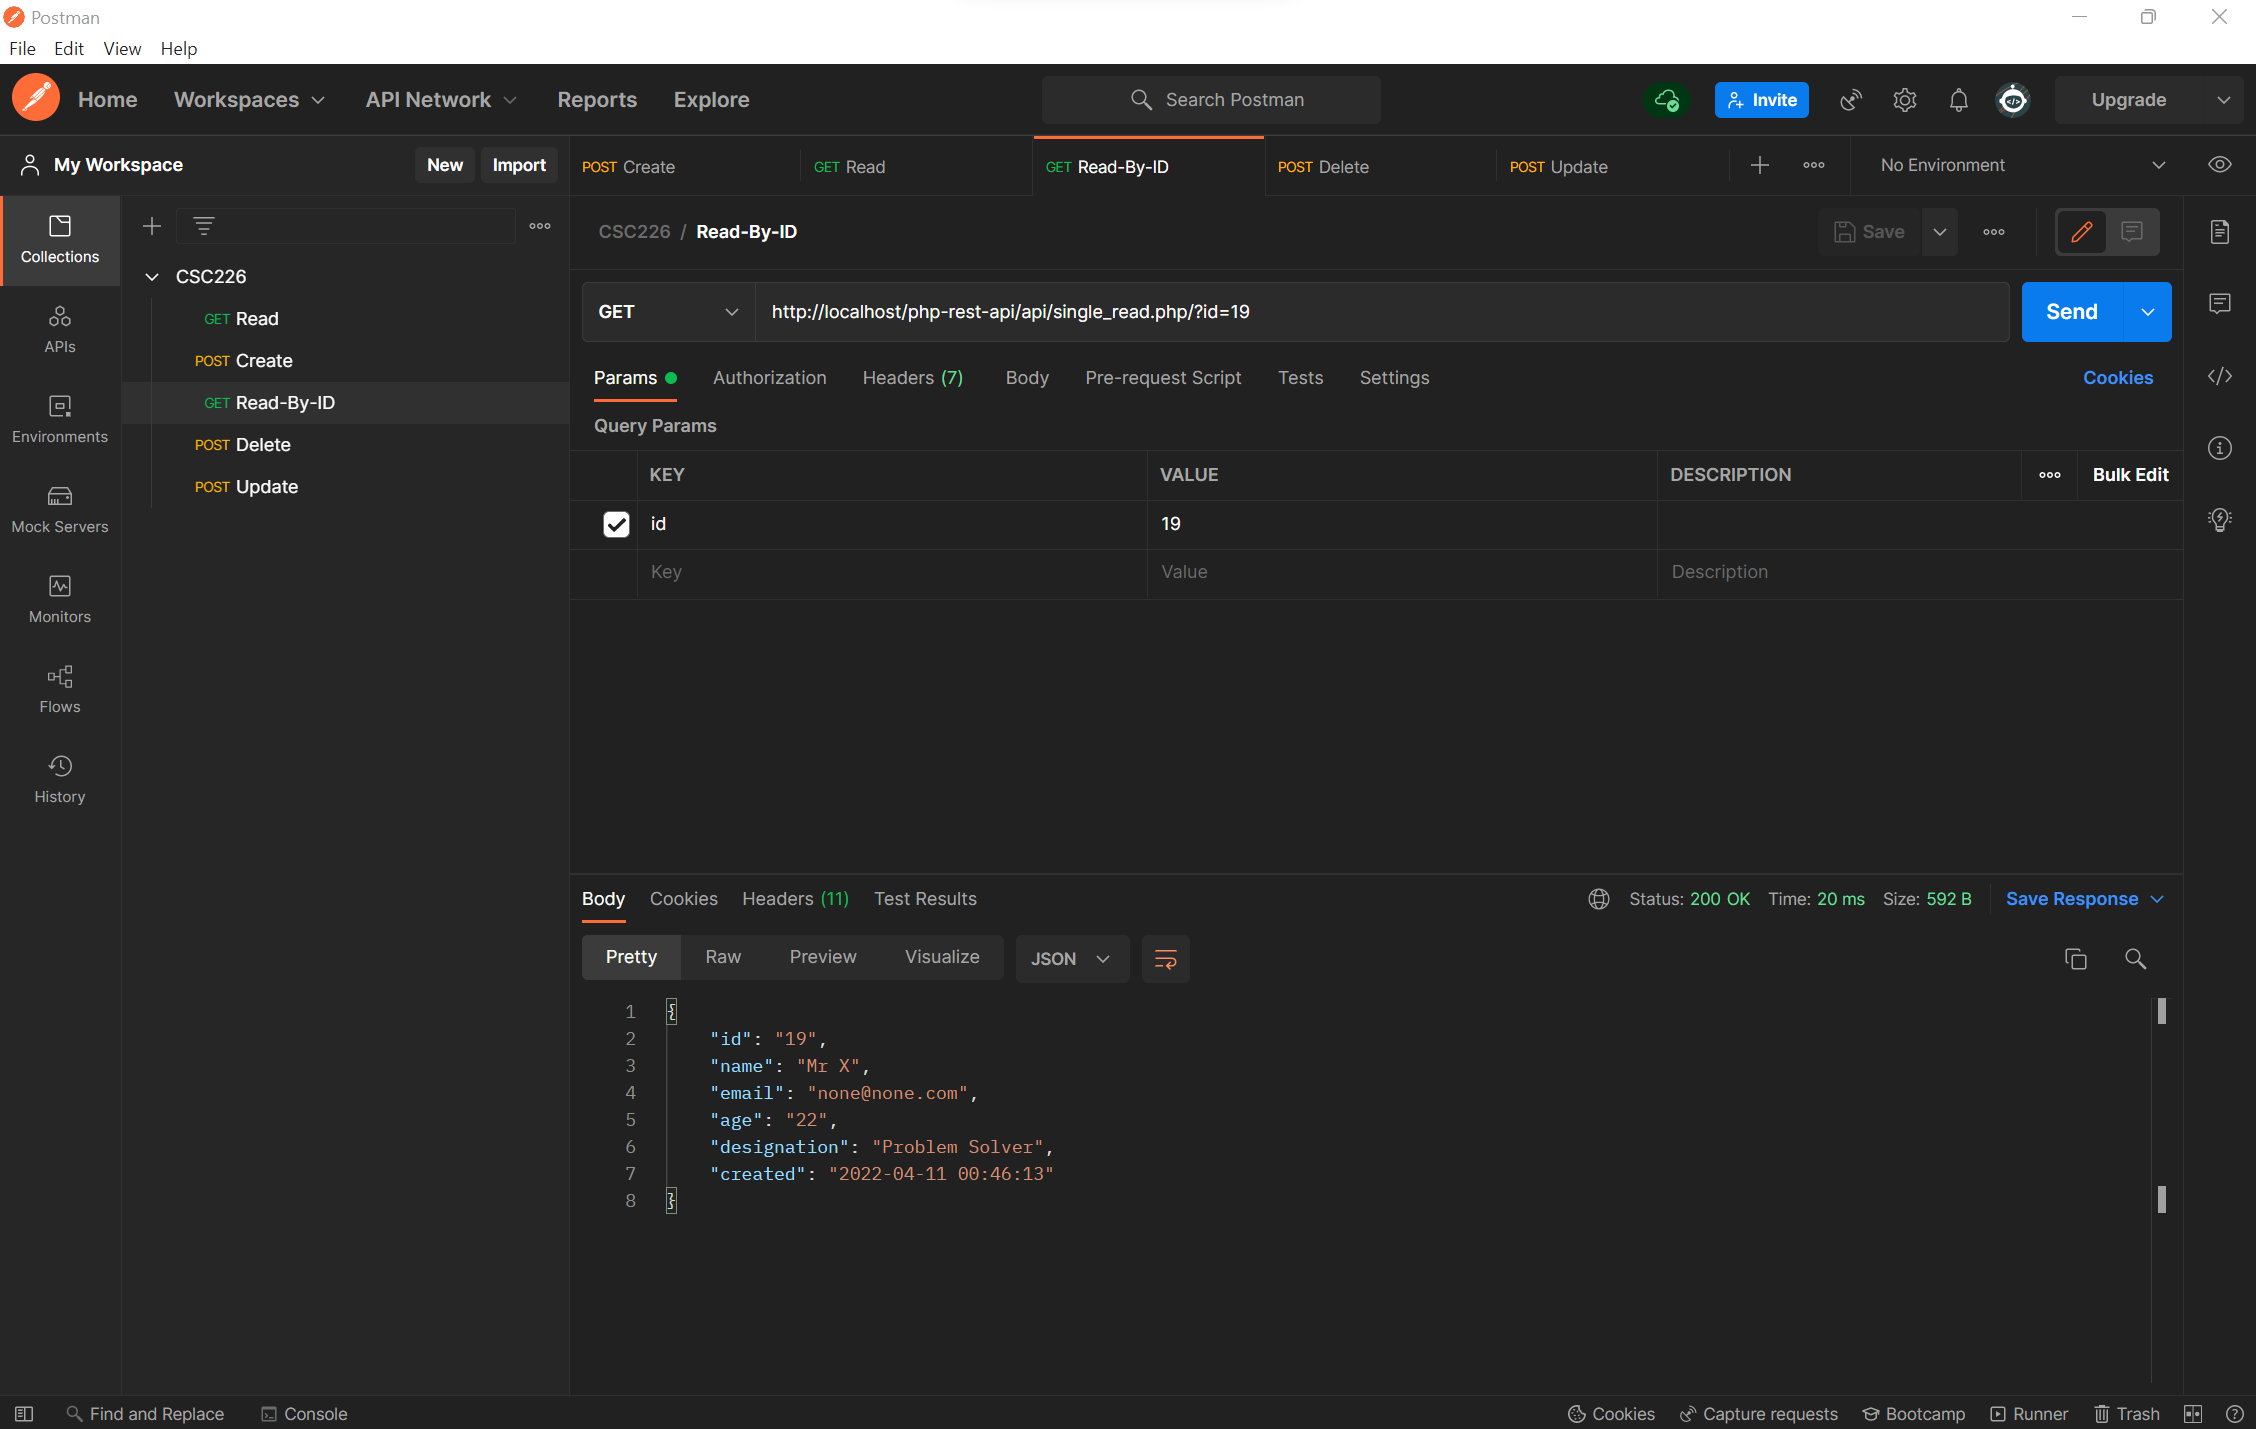 Postman
File Edit View Help
Home Workspaces API Network Reports Explore Search Postman Invite Upgrade
My Workspace New Import
POST Create GET Read GET Read-By-ID POST Delete POST Update No Environment
Collections
APIs
Environments
Mock Servers
Monitors
Flows
History
CSC226
GET Read
POST Create
GET Read-By-ID
POST Delete
POST Update
CSC226 / Read-By-ID Save
GET http://localhost/php-rest-api/api/single_read.php/?id=19 Send
Params Authorization Headers (7) Body Pre-request Script Tests Settings Cookies
Query Params
KEY VALUE DESCRIPTION Bulk Edit
id 19
Key Value Description
Body Cookies Headers (11) Test Results Status: 200 OK Time: 20 ms Size: 592 B Save Response
Pretty Raw Preview Visualize JSON
1 {
2 "id": "19",
3 "name": "Mr X",
4 "email": "none@none.com",
5 "age": "22",
6 "designation": "Problem Solver",
7 "created": "2022-04-11 00:46:13"
8 }
Find and Replace Console Cookies Capture requests Bootcamp Runner Trash